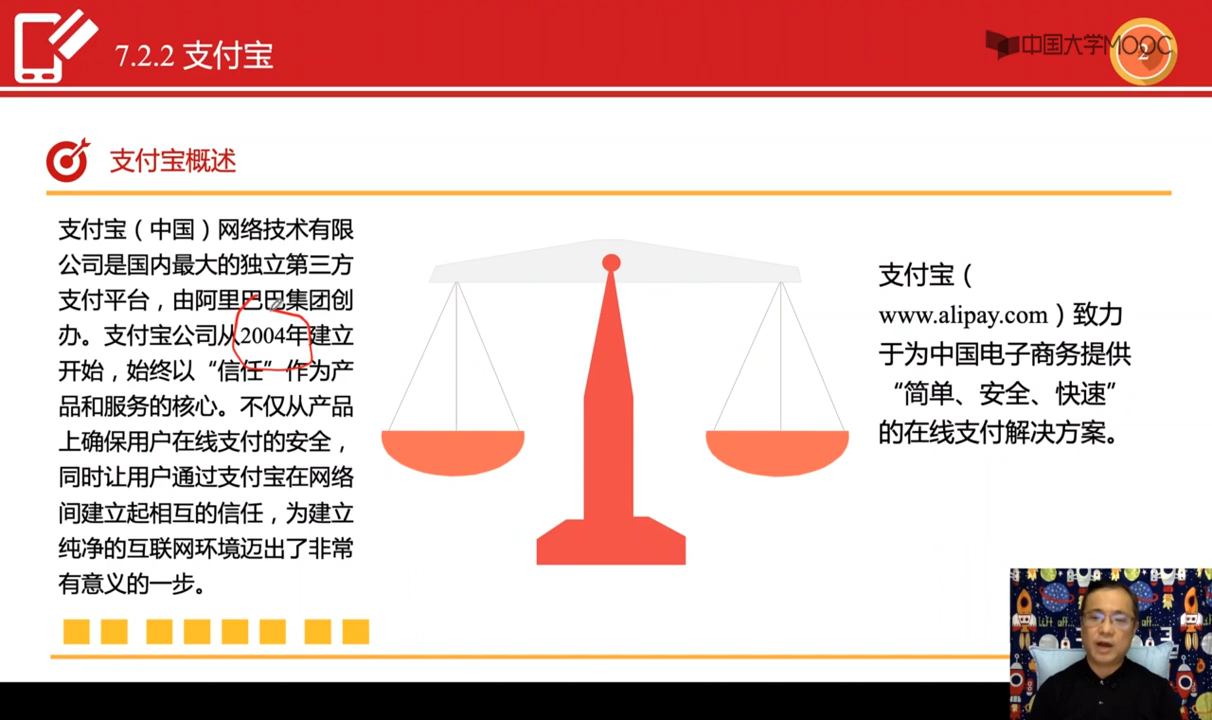 7.2.2 支付宝
中国大学MOOC
2
支付宝概述
支付宝（中国）网络技术有限
公司是国内最大的独立第三方
支付平台，由阿里巴巴集团创
办。支付宝公司从2004年建立
开始，始终以“信任”作为产
品和服务的核心。不仅从产品
上确保用户在线支付的安全，
同时让用户通过支付宝在网络
间建立起相互的信任，为建立
纯净的互联网环境迈出了非常
有意义的一步。
支付宝（
www.alipay.com）致力
于为中国电子商务提供
“简单、安全、快速”
的在线支付解决方案。